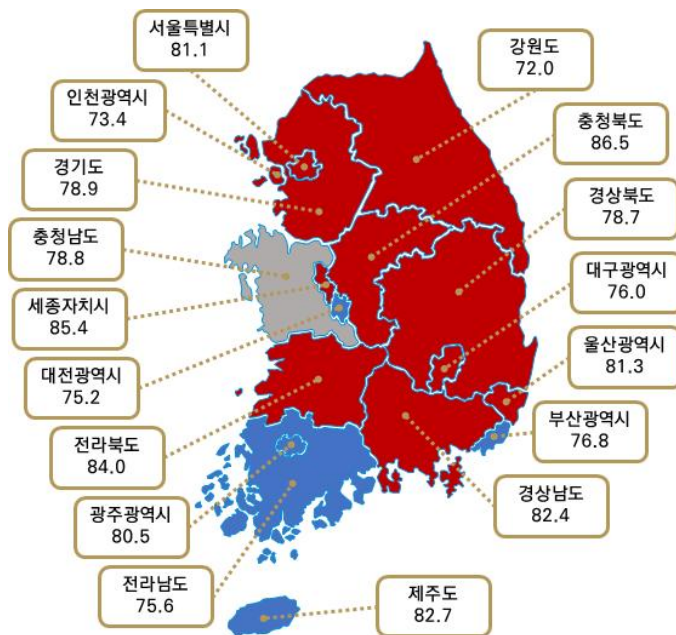 서울특별시
81.1
인천광역시
73.4
경기도
78.9
충청남도
78.8
세종자치시
85.4
대전광역시
75.2
전라북도
84.0
광주광역시
80.5
전라남도
75.6
강원도
72.0
충청북도
86.5
경상북도
78.7
대구광역시
76.0
울산광역시
81.3
부산광역시
76.8
경상남도
82.4
제주도
82.7